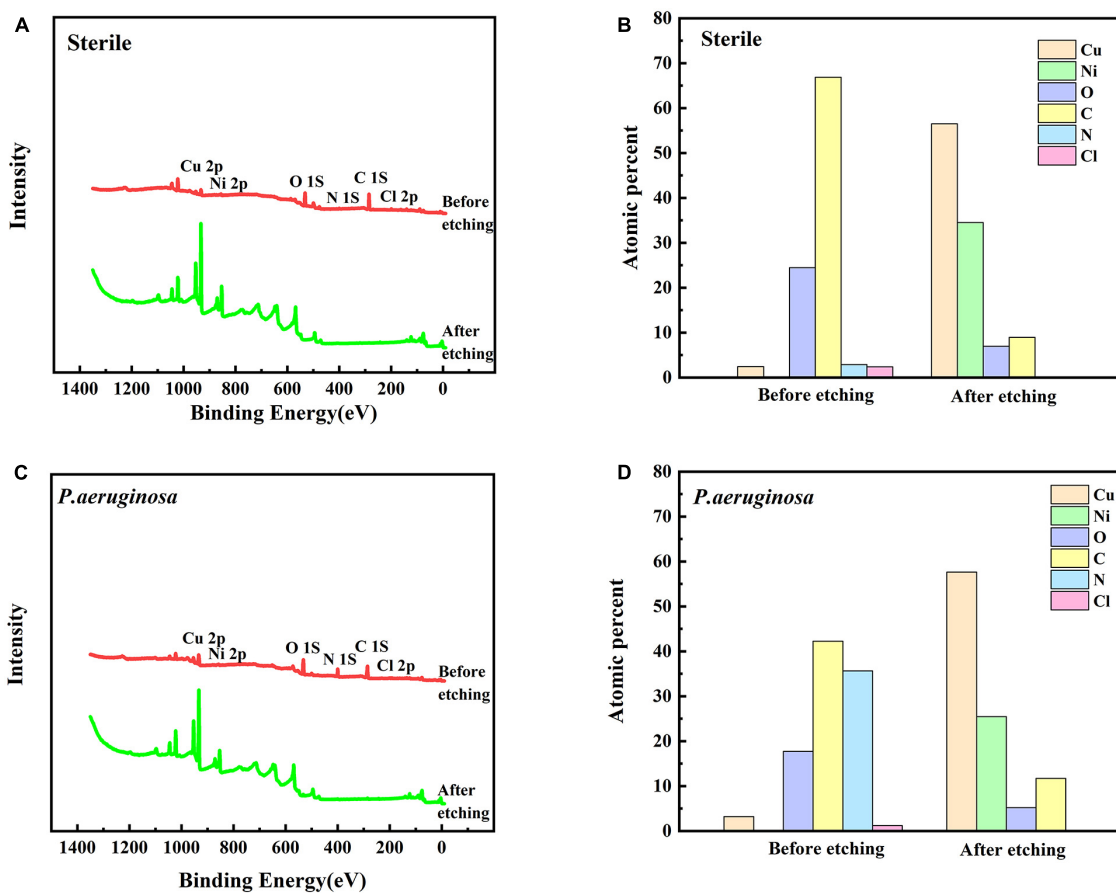 A
Sterile
Intensity
Cu 2p
Ni 2p
O 1S
N 1S
C 1S
Cl 2p
Before
etching
After
etching
1400 1200 1000 800 600 400 200 0
Binding Energy(eV)
B
Sterile
Atomic percent
80
70
60
50
40
30
20
10
0
Cu
Ni
O
C
N
Cl
Before etching After etching
C
P.aeruginosa
Intensity
Cu 2p
Ni 2p
O 1S
N 1S
C 1S
Cl 2p
Before
etching
After
etching
1400 1200 1000 800 600 400 200 0
Binding Energy(eV)
D
P.aeruginosa
Atomic percent
80
70
60
50
40
30
20
10
0
Cu
Ni
O
C
N
Cl
Before etching After etching